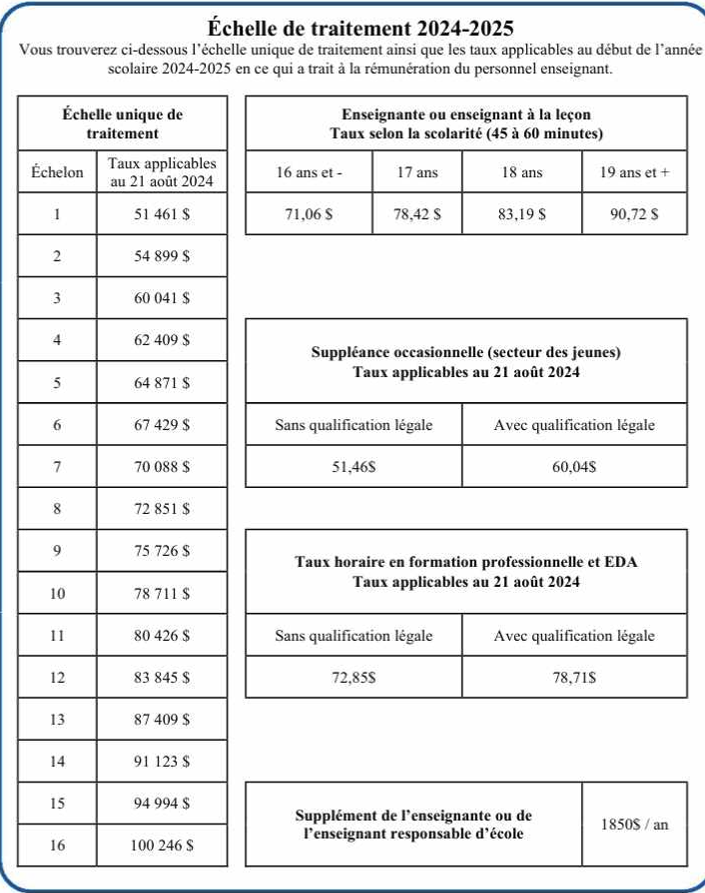 Échelle de traitement 2024-2025
Vous trouverez ci-dessous l’échelle unique de traitement ainsi que les taux applicables au début de l’année
scolaire 2024-2025 en ce qui a trait à la rémunération du personnel enseignant.
Échelle unique de
traitement
Échelon Taux applicables
au 21 août 2024
1 51 461 $
2 54 899 $
3 60 041 $
4 62 409 $
5 64 871 $
6 67 429 $
7 70 088 $
8 72 851 $
9 75 726 $
10 78 711 $
11 80 426 $
12 83 845 $
13 87 409 $
14 91 123 $
15 94 994 $
16 100 246 $
Enseignante ou enseignant à la leçon
Taux selon la scolarité (45 à 60 minutes)
16 ans et - 17 ans 18 ans 19 ans et +
71,06 $ 78,42 $ 83,19 $ 90,72 $
Suppléance occasionnelle (secteur des jeunes)
Taux applicables au 21 août 2024
Sans qualification légale Avec qualification légale
51,46$ 60,04$
Taux horaire en formation professionnelle et EDA
Taux applicables au 21 août 2024
Sans qualification légale Avec qualification légale
72,85$ 78,71$
Supplément de l’enseignante ou de
l’enseignant responsable d’école
1850$ / an